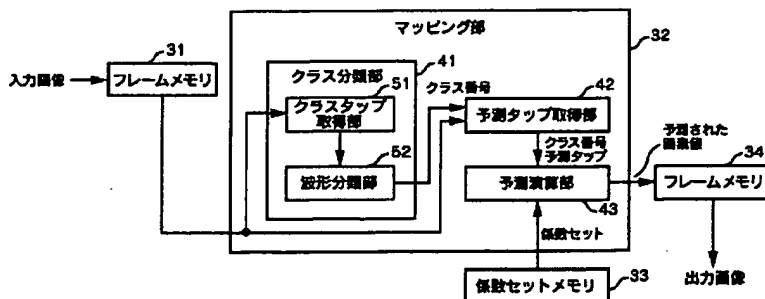 マッピング部
31
32
入力画像
フレームメモリ
クラス分類部
41
51
クラスタップ
取得部
クラス番号
42
予測タップ取得部
クラス番号
予測タップ
予測された
画素値
34
52
波形分類部
予測演算部
フレームメモリ
43
係数セット
係数セットメモリ
33
出力画像